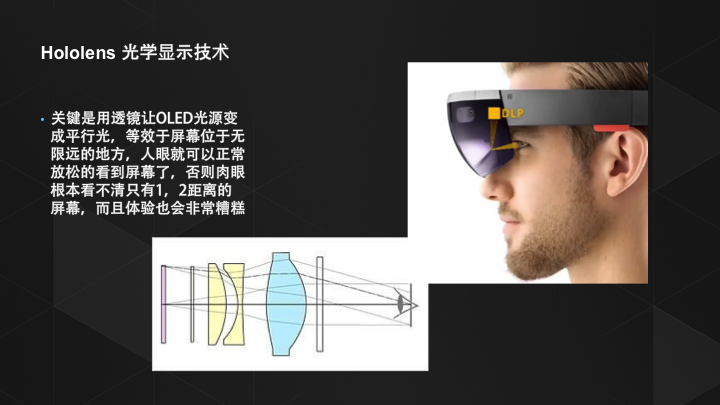 Hololens 光学显示技术
• 关键是用透镜让OLED光源变
成平行光，等效于屏幕位于无
限远的地方，人眼就可以正常
放松的看到屏幕了，否则肉眼
根本看不清只有1，2距离的
屏幕，而且体验也会非常糟糕
DLP